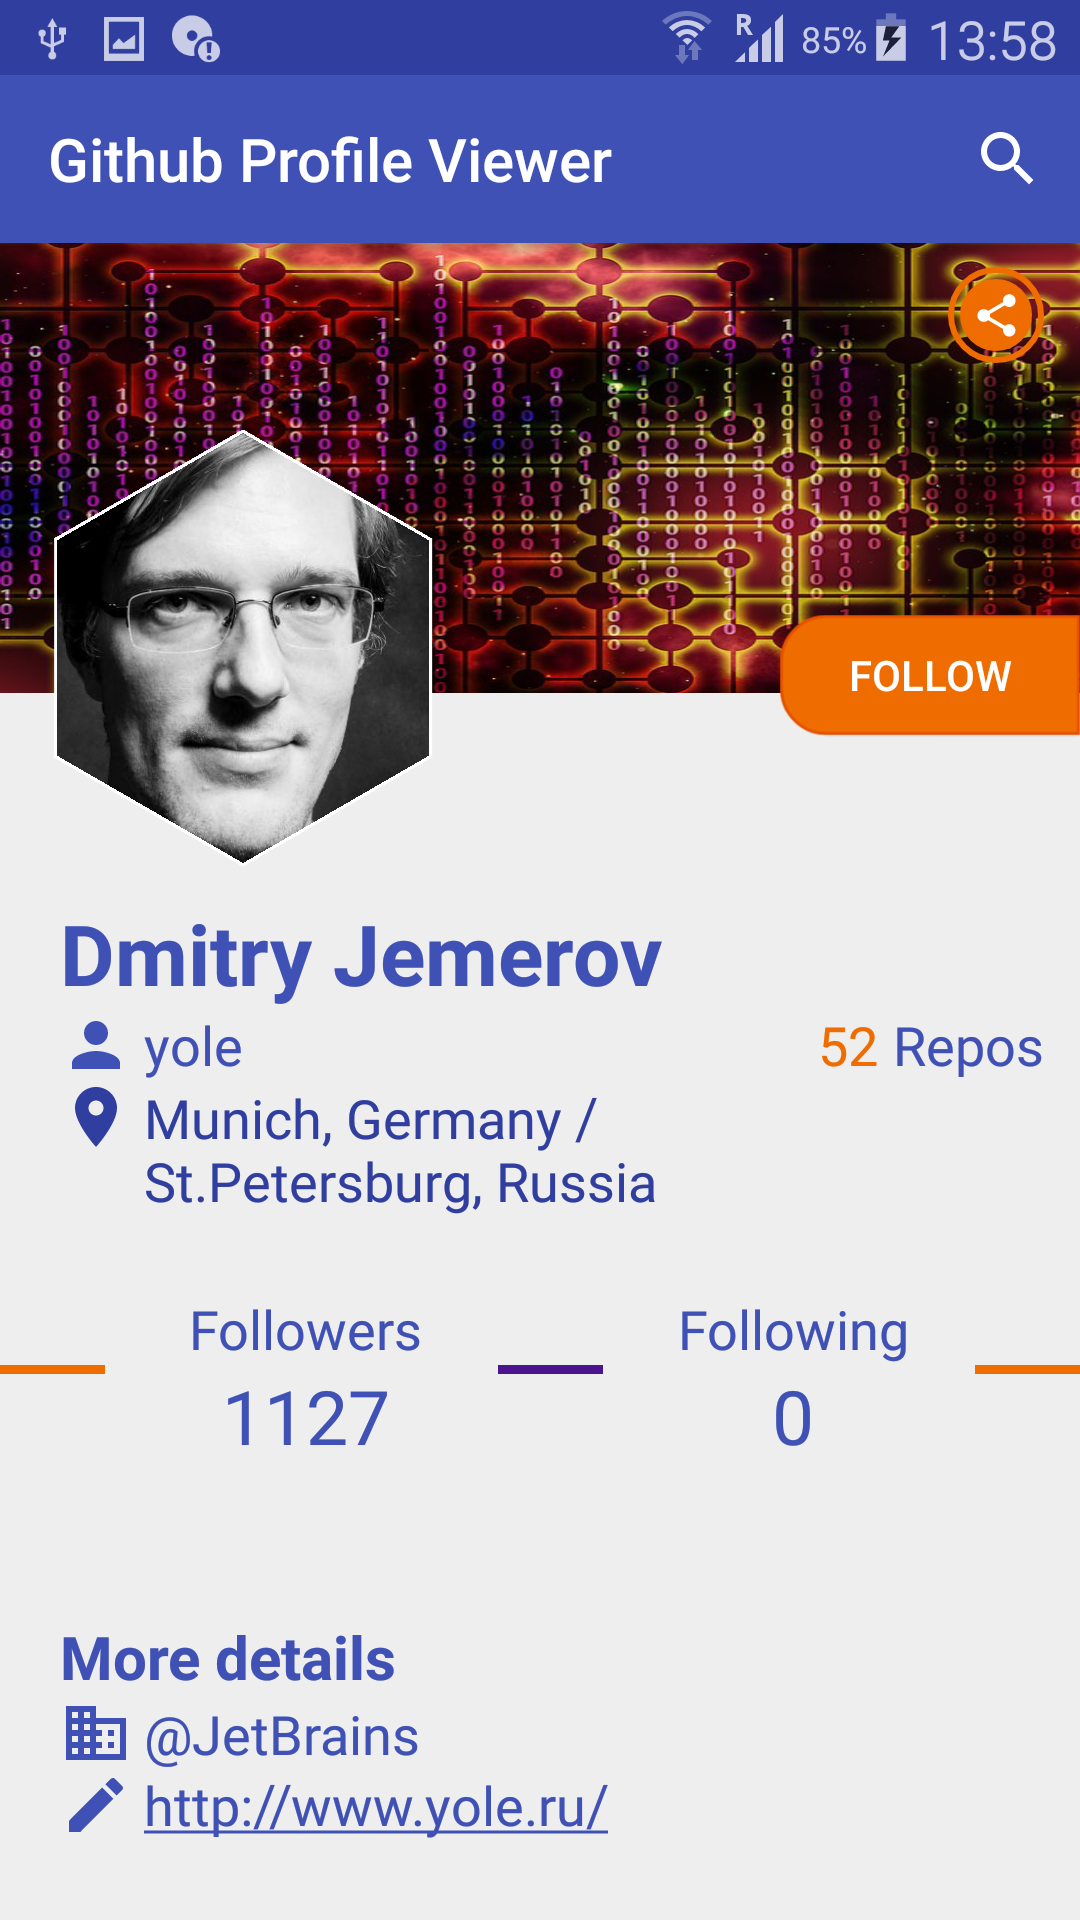 R 85% 13:58
Github Profile Viewer
FOLLOW
Dmitry Jemerov
yole 52 Repos
Munich, Germany /
St.Petersburg, Russia
Followers Following
1127 0
More details
@JetBrains
http://www.yole.ru/